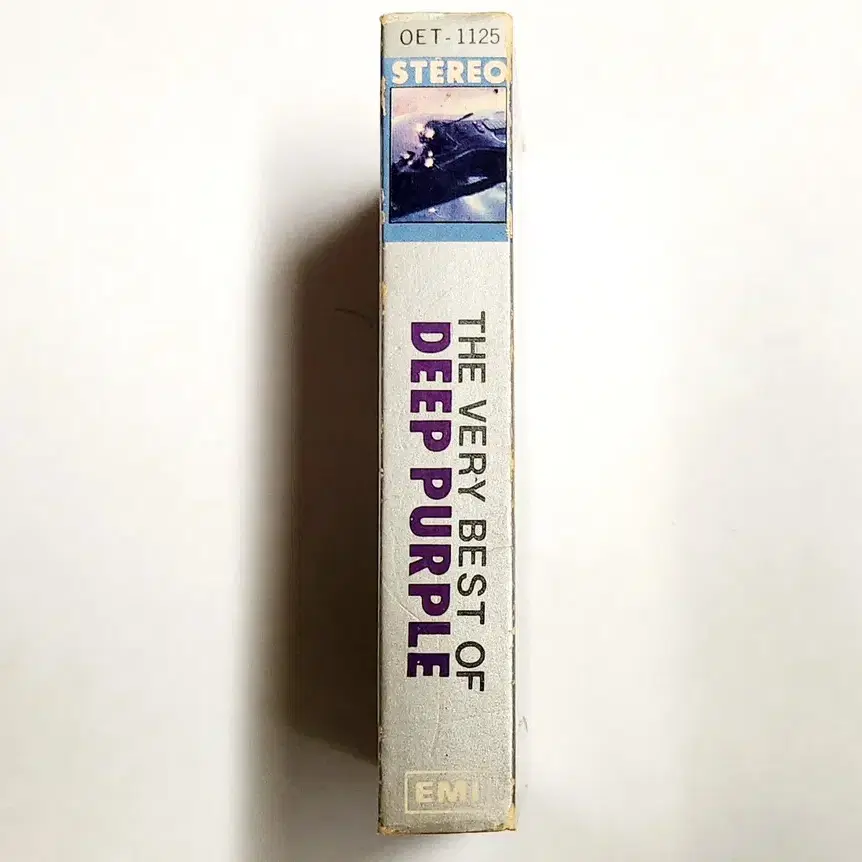 OET-1125
STEREO
THE VERY BEST OF
DEEP PURPLE
EMI